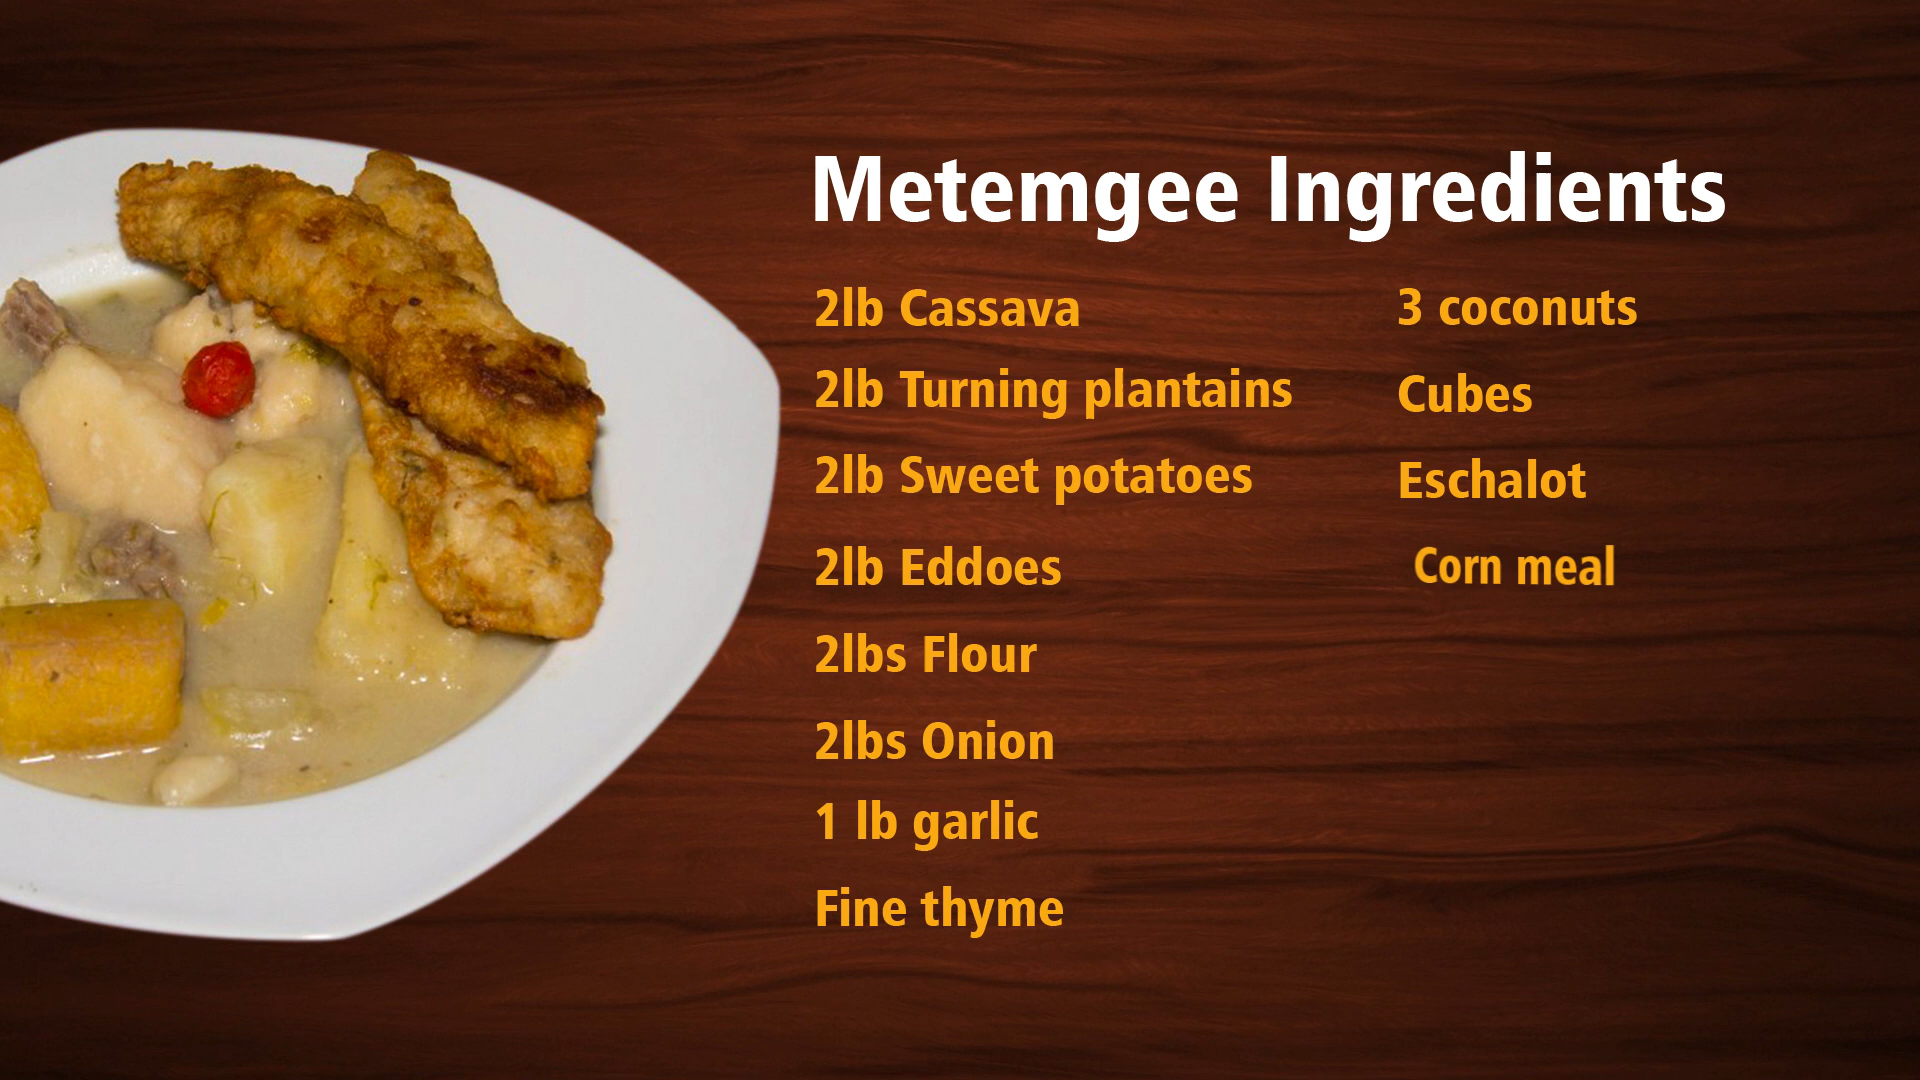 Metemgee Ingredients
2lb Cassava
2lb Turning plantains
2lb Sweet potatoes
2lb Eddoes
2lbs Flour
2lbs Onion
1 lb garlic
Fine thyme
3 coconuts
Cubes
Eschalot
Corn meal